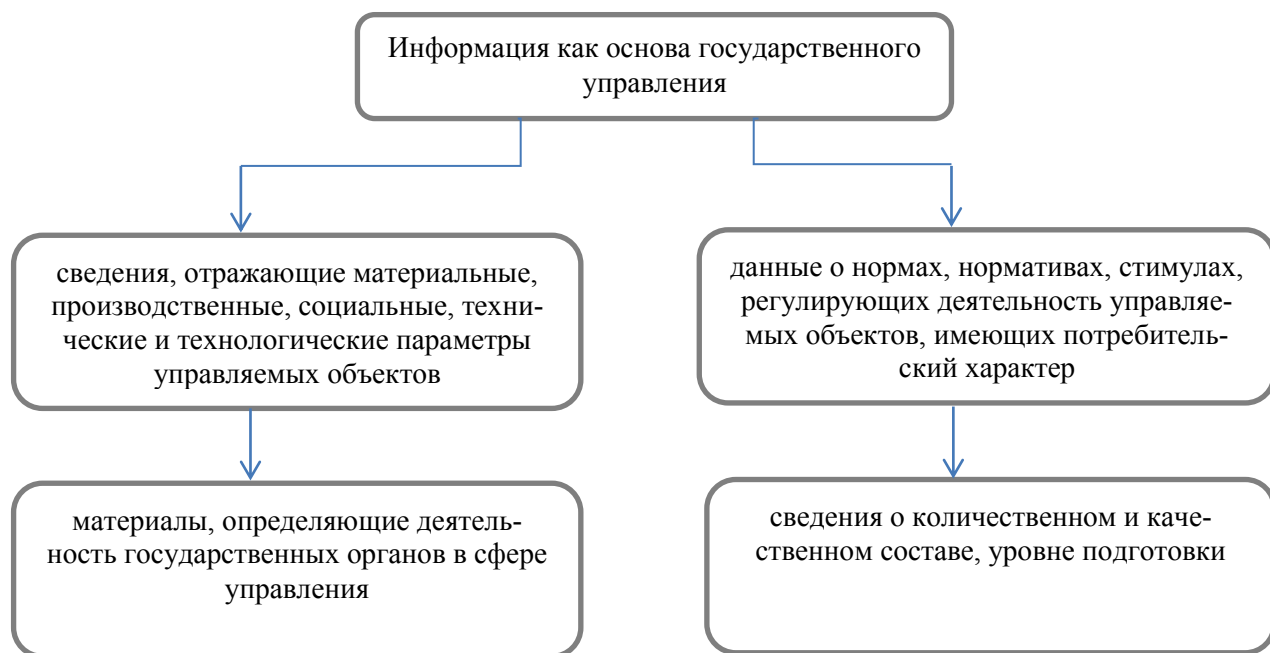 Информация как основа государственного
управления
сведения, отражающие материальные,
производственные, социальные, техни-
ческие и технологические параметры
управляемых объектов
данные о нормах, нормативах, стимулах,
регулирующих деятельность управляе-
мых объектов, имеющих потребитель-
ский характер
материалы, определяющие деятель-
ность государственных органов в сфере
управления
сведения о количественном и каче-
ственном составе, уровне подготовки